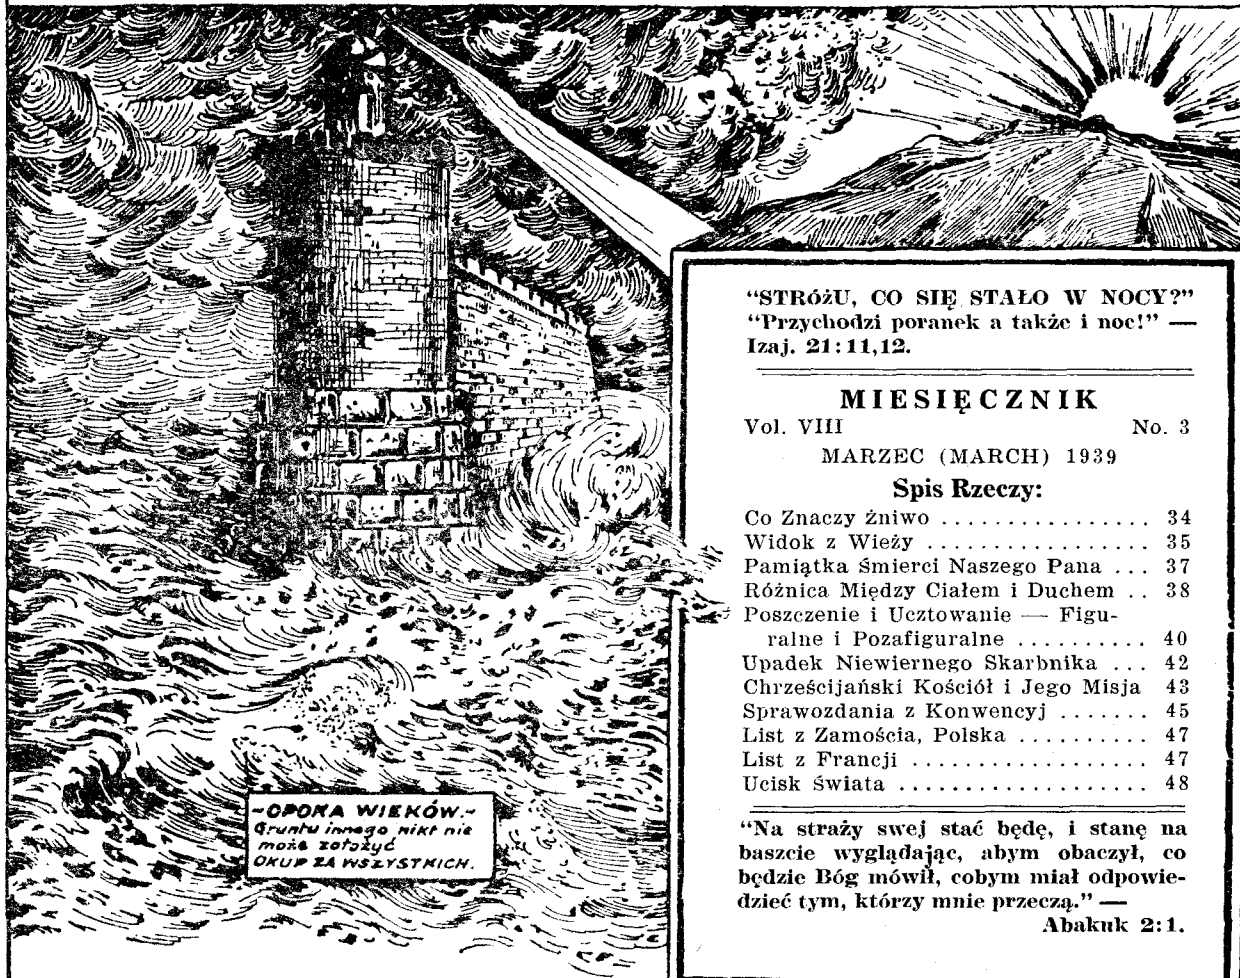 “STRÓŻU, CO SIĘ STAŁO W NOCY?”
“Przychodzi poranek a także i noc!” —
Izaj. 21:11,12.
MIESIĘCZNIK
Vol. VIII No. 3
MARZEC (MARCH) 1939
Spis Rzeczy:
Co Znaczy Żniwo ................ 34
Widok z Wieży ................. 35
Pamiątka Śmierci Naszego Pana ... 37
Różnica Między Ciałem i Duchem .. 38
Poszczenie i Ucztowanie — Figu-
ralne i Pozafiguralne .......... 40
Upadek Niewiernego Skarbnika ... 42
Chrześcijański Kościół i Jego Misja 43
Sprawozdania z Konwencyj ....... 45
List z Zamościa, Polska .......... 47
List z Francji .................. 47
Ucisk Świata ................... 48
“Na straży swej stać będę, i stanę na
baszcie wyglądając, abym obaczył, co
będzie Bóg mówił, cobym miał odpowie-
dzieć tym, którzy mnie przeczą.” —
Abakuk 2:1.
~OPOKA WIEKÓW.~
Gruntu innego nikt nie
może założyć
OKUP ZA WSZYSTKICH.